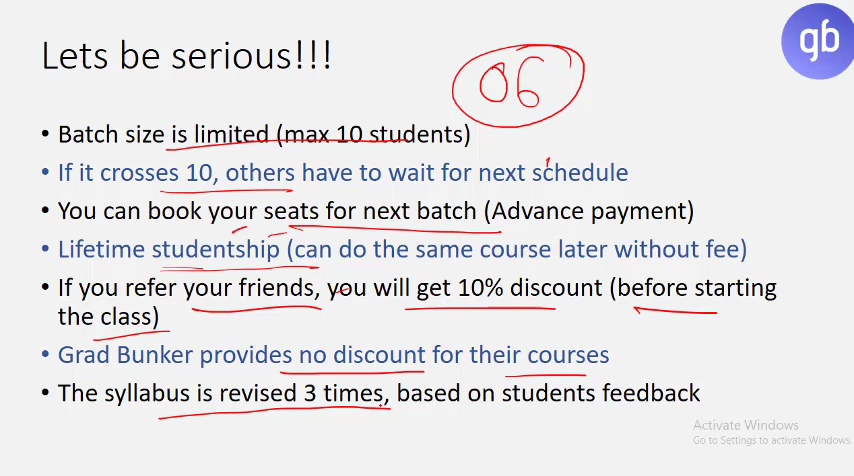 Lets be serious!!!
gb
06
• Batch size is limited (max 10 students)
• If it crosses 10, others have to wait for next schedule
• You can book your seats for next batch (Advance payment)
• Lifetime studentship (can do the same course later without fee)
• If you refer your friends, you will get 10% discount (before starting
the class)
• Grad Bunker provides no discount for their courses
• The syllabus is revised 3 times, based on students feedback
Activate Windows
Go to Settings to activate Windows.